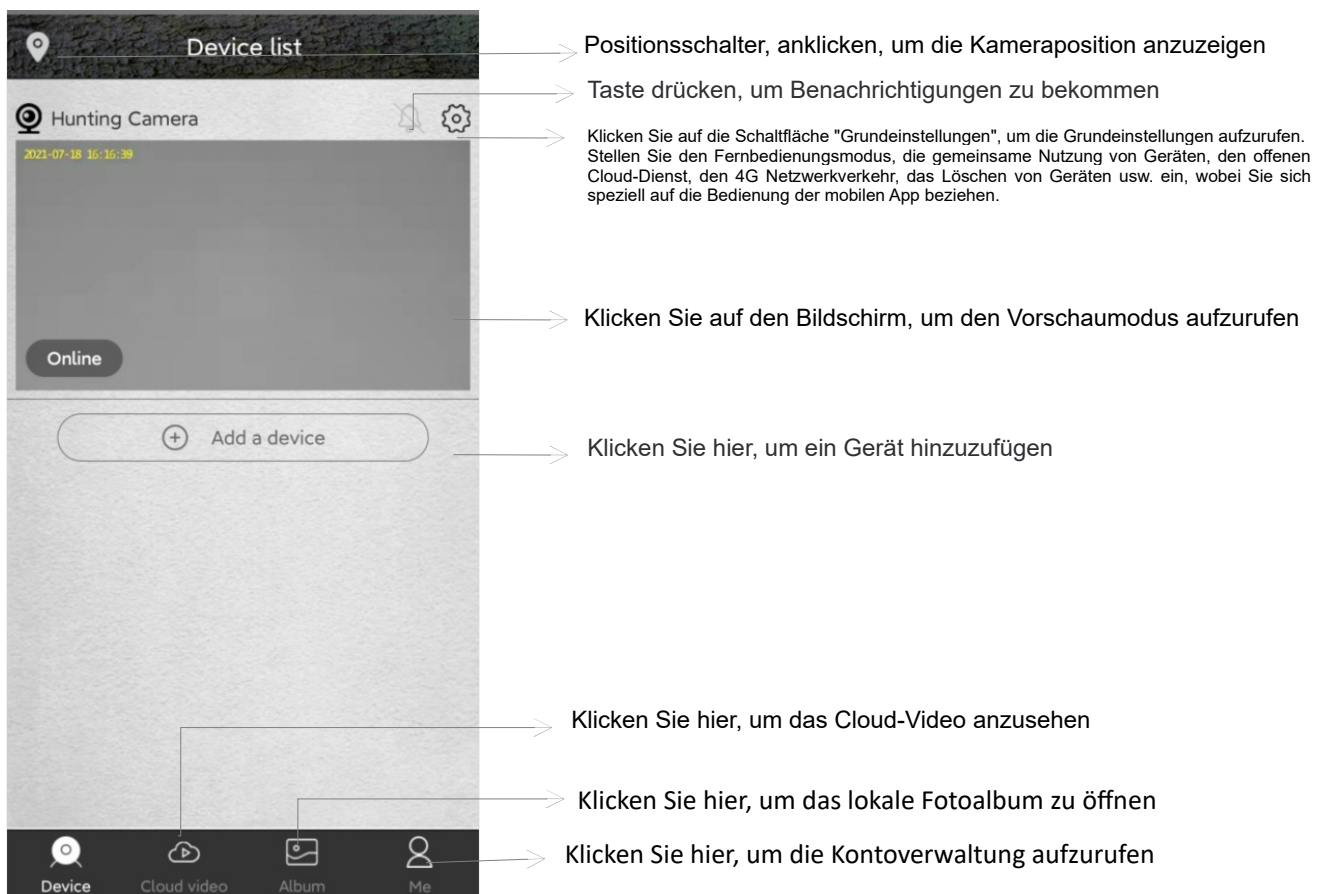 Device list
Positionsschalter, anklicken, um die Kameraposition anzuzeigen
Taste drücken, um Benachrichtigungen zu bekommen
Hunting Camera
Klicken Sie auf die Schaltfläche "Grundeinstellungen", um die Grundeinstellungen aufzurufen.
Stellen Sie den Fernbedienungsmodus, die gemeinsame Nutzung von Geräten, den offenen
Cloud-Dienst, den 4G Netzwerkverkehr, das Löschen von Geräten usw. ein, wobei Sie sich
speziell auf die Bedienung der mobilen App beziehen.
2021-07-18 16:16:39
Klicken Sie auf den Bildschirm, um den Vorschaumodus aufzurufen
Online
Add a device
Klicken Sie hier, um ein Gerät hinzuzufügen
Klicken Sie hier, um das Cloud-Video anzusehen
Klicken Sie hier, um das lokale Fotoalbum zu öffnen
Klicken Sie hier, um die Kontoverwaltung aufzurufen
Device
Cloud video
Album
Me